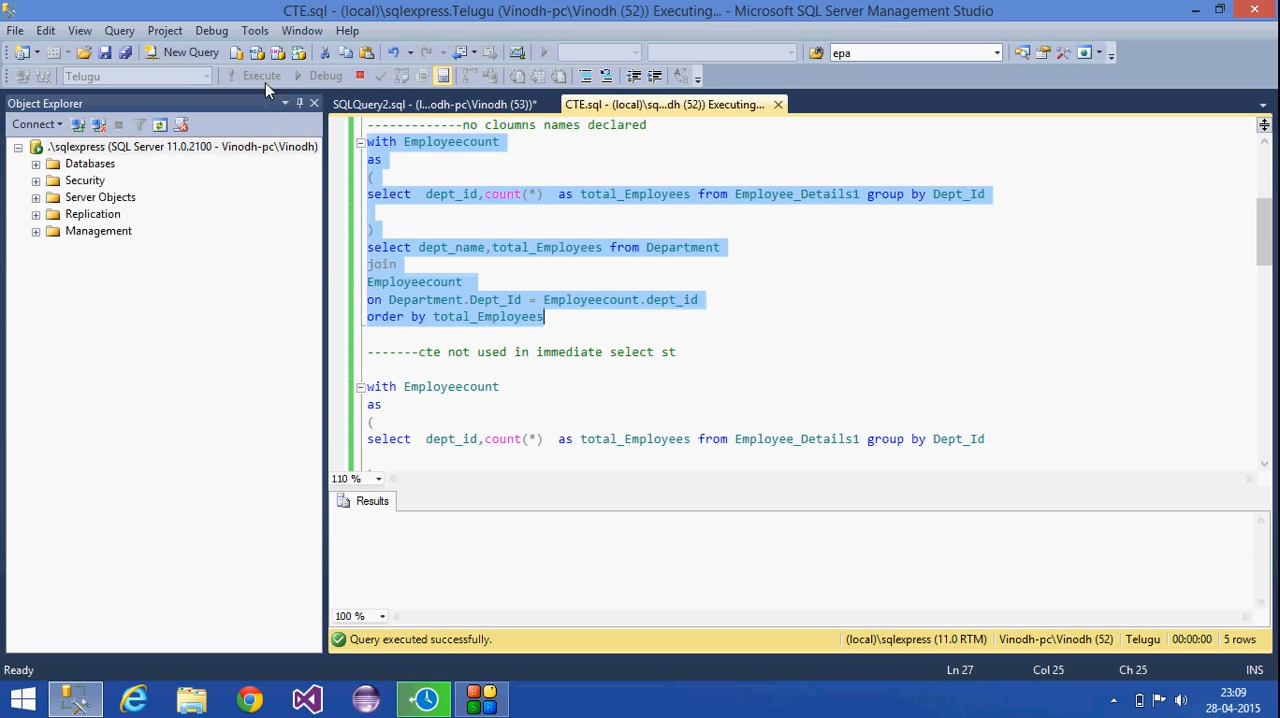 CTE.sql - (local)\sqlexpress.Telugu (Vinodh-pc\Vinodh (52)) Executing... - Microsoft SQL Server Management Studio
File Edit View Query Project Debug Tools Window Help
New Query epa
Telugu ! Execute Debug
Object Explorer
SQLQuery2.sql - (l...odh-pc\Vinodh (53))* CTE.sql - (local)\sq...dh (52)) Executing...
Connect
.\sqlexpress (SQL Server 11.0.2100 - Vinodh-pc\Vinodh)
Databases
Security
Server Objects
Replication
Management
-------------no cloumns names declared
with Employeecount
as
(
select dept_id,count(*) as total_Employees from Employee_Details1 group by Dept_Id
)
select dept_name,total_Employees from Department
join
Employeecount
on Department.Dept_Id = Employeecount.dept_id
order by total_Employees
-------cte not used in immediate select st
with Employeecount
as
(
select dept_id,count(*) as total_Employees from Employee_Details1 group by Dept_Id
110 %
Results
100 %
Query executed successfully. (local)\sqlexpress (11.0 RTM) Vinodh-pc\Vinodh (52) Telugu 00:00:00 5 rows
Ready Ln 27 Col 25 Ch 25 INS
23:09
28-04-2015